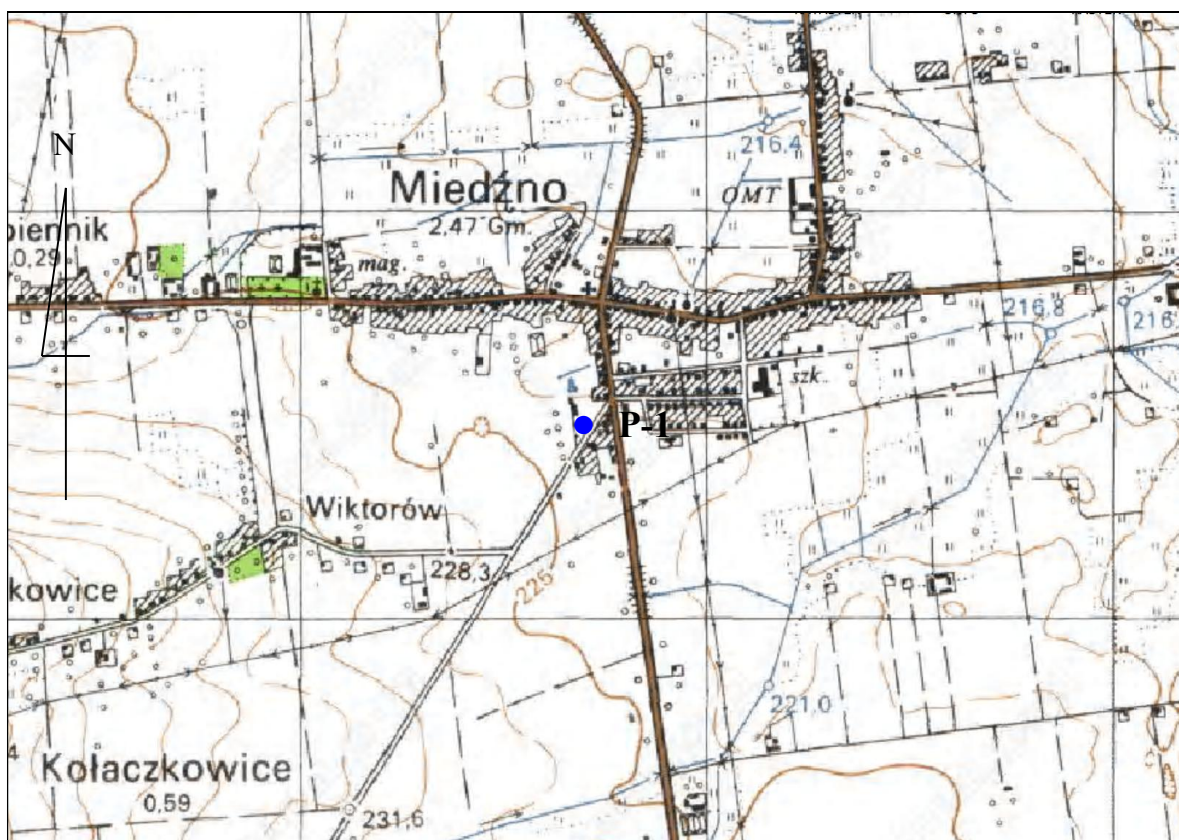 N
Miedźno
2,47 Gm.
216,4
OMT
piennik
0,29
mag.
216,8
216
szk.
P-1
Wiktorów
228,3
225
kowice
221,0
Kołaczkowice
0,59
231,6
4